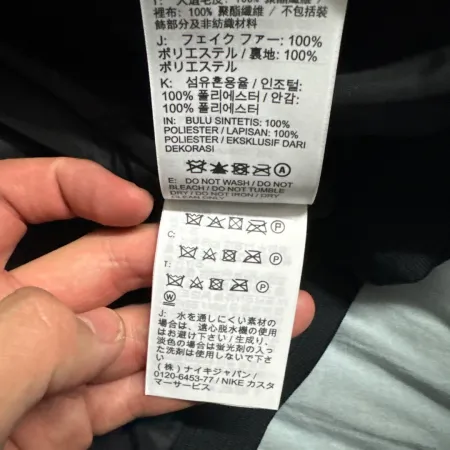 裡布: 100% 聚酯纖維 / 不包括裝
飾部分及非紡織材料
J: フェイク ファー: 100%
ポリエステル / 裏地: 100%
ポリエステル
K: 섬유혼용율 / 인조털:
100% 폴리에스터 / 안감:
100% 폴리에스터
IN: BULU SINTETIS: 100%
POLIESTER / LAPISAN: 100%
POLIESTER / EKSKLUSIF DARI
DEKORASI
A
E: DO NOT WASH / DO NOT
BLEACH / DO NOT TUMBLE
DRY / DO NOT IRON / DRY
CLEAN ONLY
P
C:
P
T:
P
W
J: 水を通しにくい素材の
場合は、遠心脱水機の使用
はお避け下さい / 生成り、
淡色の場合は蛍光剤の入っ
た洗剤は使用しないで下さ
い
(株) ナイキジャパン /
0120-6453-77 / NIKE カスタ
マーサービス